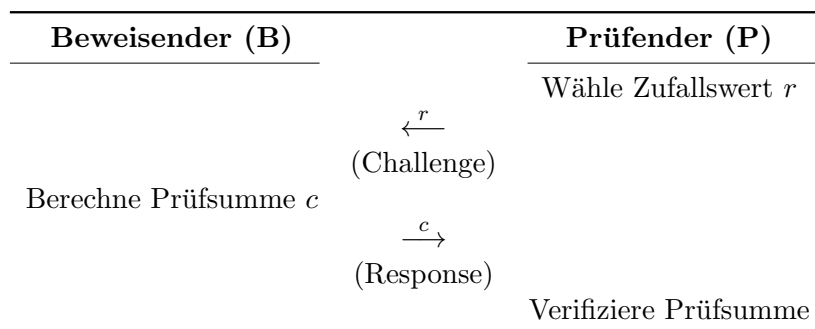 Beweisender (B) Prüfender (P)
Wähle Zufallswert r
r
(Challenge)
Berechne Prüfsumme c
c
(Response)
Verifiziere Prüfsumme